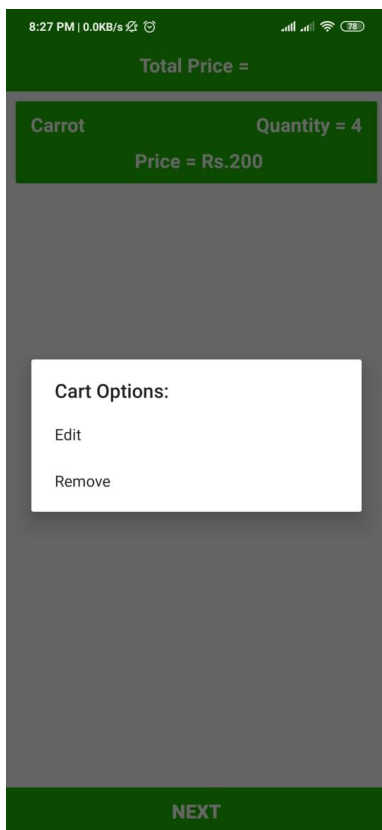 8:27 PM | 0.0KB/s
78
Total Price =
Carrot Quantity = 4
Price = Rs.200
Cart Options:
Edit
Remove
NEXT